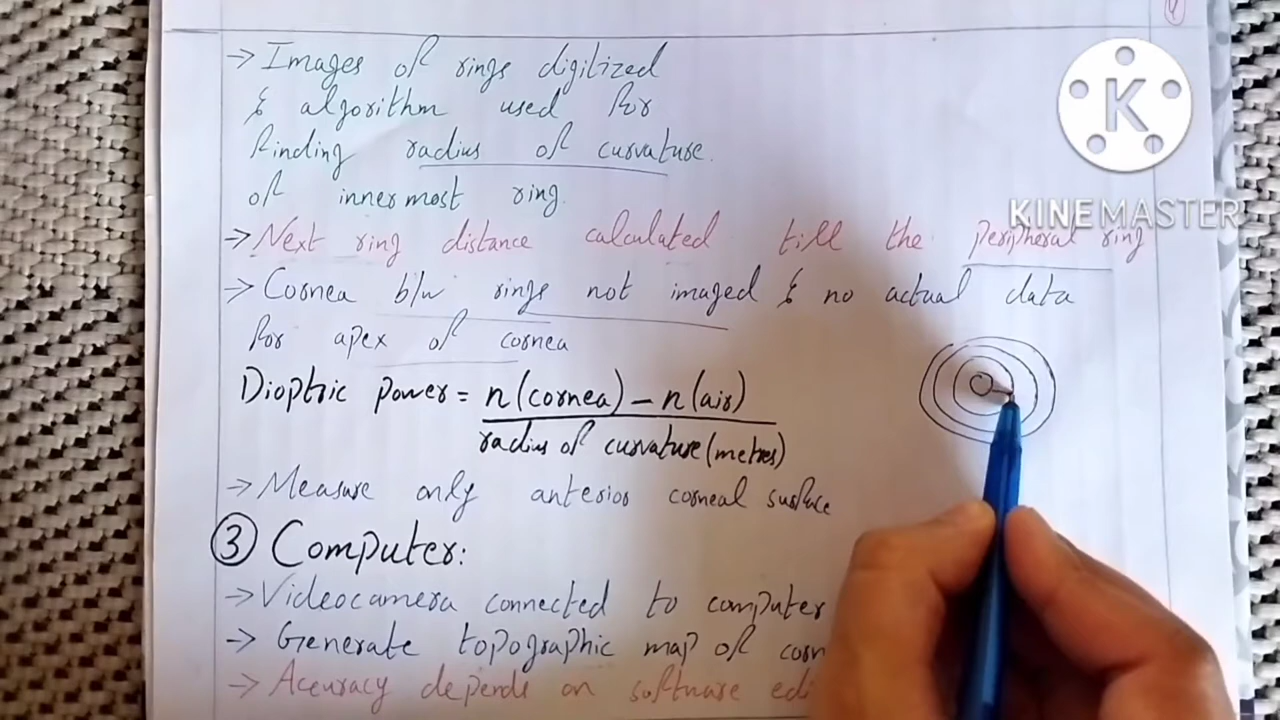 4
→ Images of rings digitized
& algorithm used for
finding radius of curvature.
of innermost ring.
→ Next ring distance calculated till the peripheral ring
→ Cornea b/w rings not imaged & no actual data
for apex of cornea
Dioptric power = n(cornea) - n(air)
radius of curvature (metres)
→ Measure only anterior corneal surface
③ Computer:
→ Videocamera connected to computer
→ Generate topographic map of corn
→ Accuracy depends on software edi
K
KINEMASTER